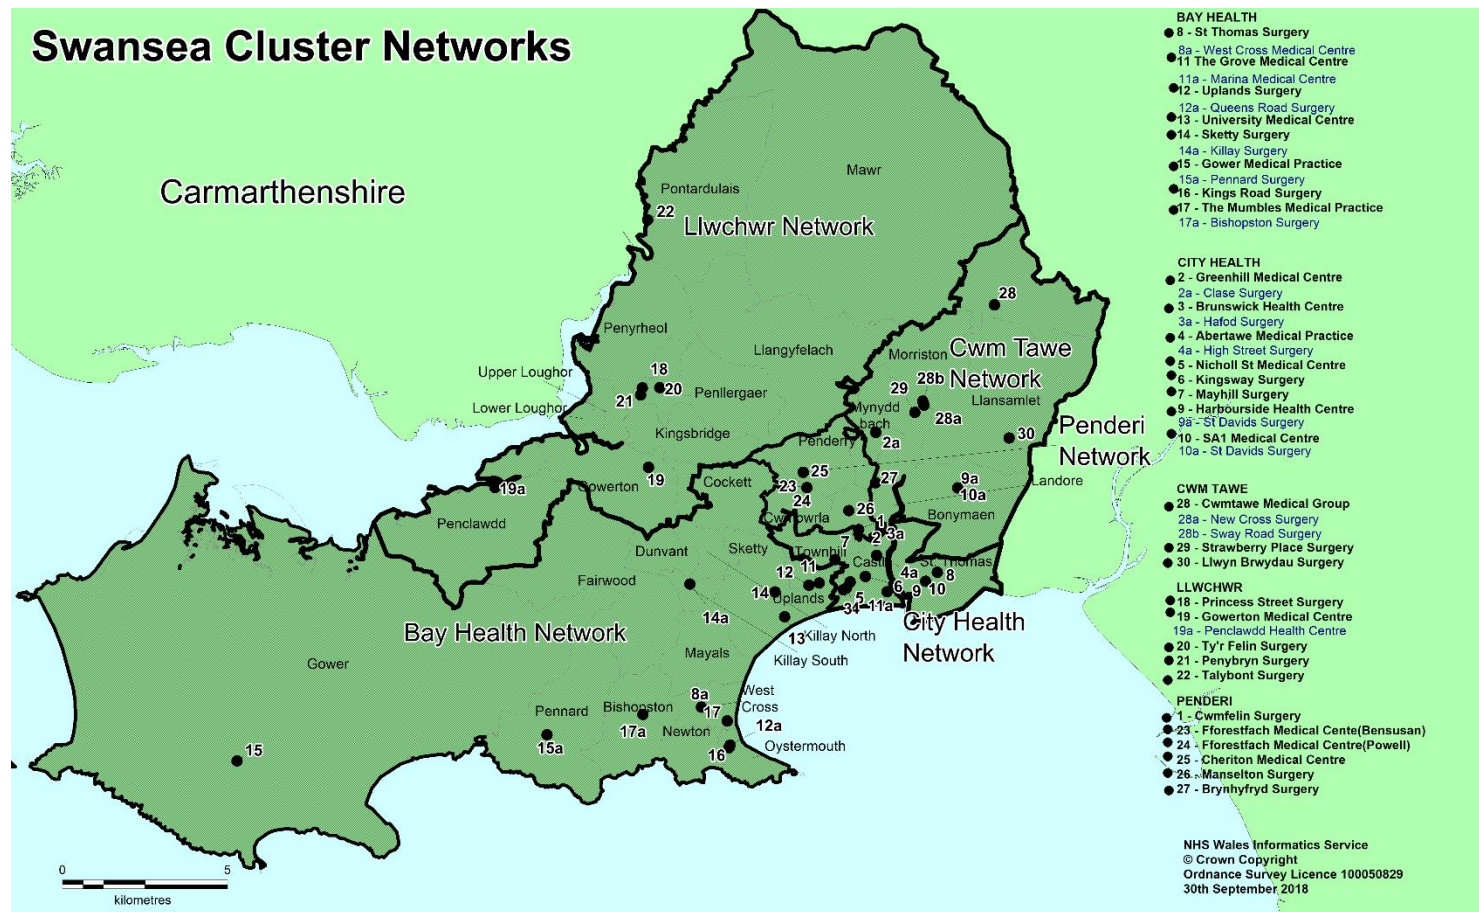 Swansea Cluster Networks
Carmarthenshire
Mawr
Pontardulais
22
Llwchwr Network
28
Penyrheol
Llangyfelach
Morriston
Cwm Tawe
Network
Upper Loughor
18
20
21
Penllergaer
28b
29
Llansamlet
28a
Lower Loughor
Mynydd
bach
Kingsbridge
Penderry
2a
30
Penderi
Network
19
19a
Gowerton
Cockett
25
23
24
27
9a
10a
Landore
Penclawdd
Cwmbwrla
26
1
Bonymaen
3a
7
2
Dunvant
Sketty
Townhill
Castle
St. Thomas
Fairwood
12
11
4a
8
14
Uplands
6
9
10
5
34
11a
14a
City Health
Network
Bay Health Network
13
Killay North
Killay South
Gower
Mayals
8a
West
Cross
Pennard
Bishopston
17
17a
Newton
12a
15a
16
Oystermouth
15
0
5
kilometres
BAY HEALTH
8 - St Thomas Surgery
8a - West Cross Medical Centre
11 The Grove Medical Centre
11a - Marina Medical Centre
12 - Uplands Surgery
12a - Queens Road Surgery
13 - University Medical Centre
14 - Sketty Surgery
14a - Killay Surgery
15 - Gower Medical Practice
15a - Pennard Surgery
16 - Kings Road Surgery
17 - The Mumbles Medical Practice
17a - Bishopston Surgery
CITY HEALTH
2 - Greenhill Medical Centre
2a - Clase Surgery
3 - Brunswick Health Centre
3a - Hafod Surgery
4 - Abertawe Medical Practice
4a - High Street Surgery
5 - Nicholl St Medical Centre
6 - Kingsway Surgery
7 - Mayhill Surgery
9 - Harbourside Health Centre
9a - St Davids Surgery
10 - SA1 Medical Centre
10a - St Davids Surgery
CWM TAWE
28 - Cwmtawe Medical Group
28a - New Cross Surgery
28b - Sway Road Surgery
29 - Strawberry Place Surgery
30 - Llwyn Brwydau Surgery
LLWCHWR
18 - Princess Street Surgery
19 - Gowerton Medical Centre
19a - Penclawdd Health Centre
20 - Ty'r Felin Surgery
21 - Penybryn Surgery
22 - Talybont Surgery
PENDERI
1 - Cwmfelin Surgery
23 - Fforestfach Medical Cente(Bensusan)
24 - Fforestfach Medical Centre(Powell)
25 - Cheriton Medical Centre
26 - Manselton Surgery
27 - Brynhyfryd Surgery
NHS Wales Informatics Service
© Crown Copyright
Ordnance Survey Licence 100050829
30th September 2018